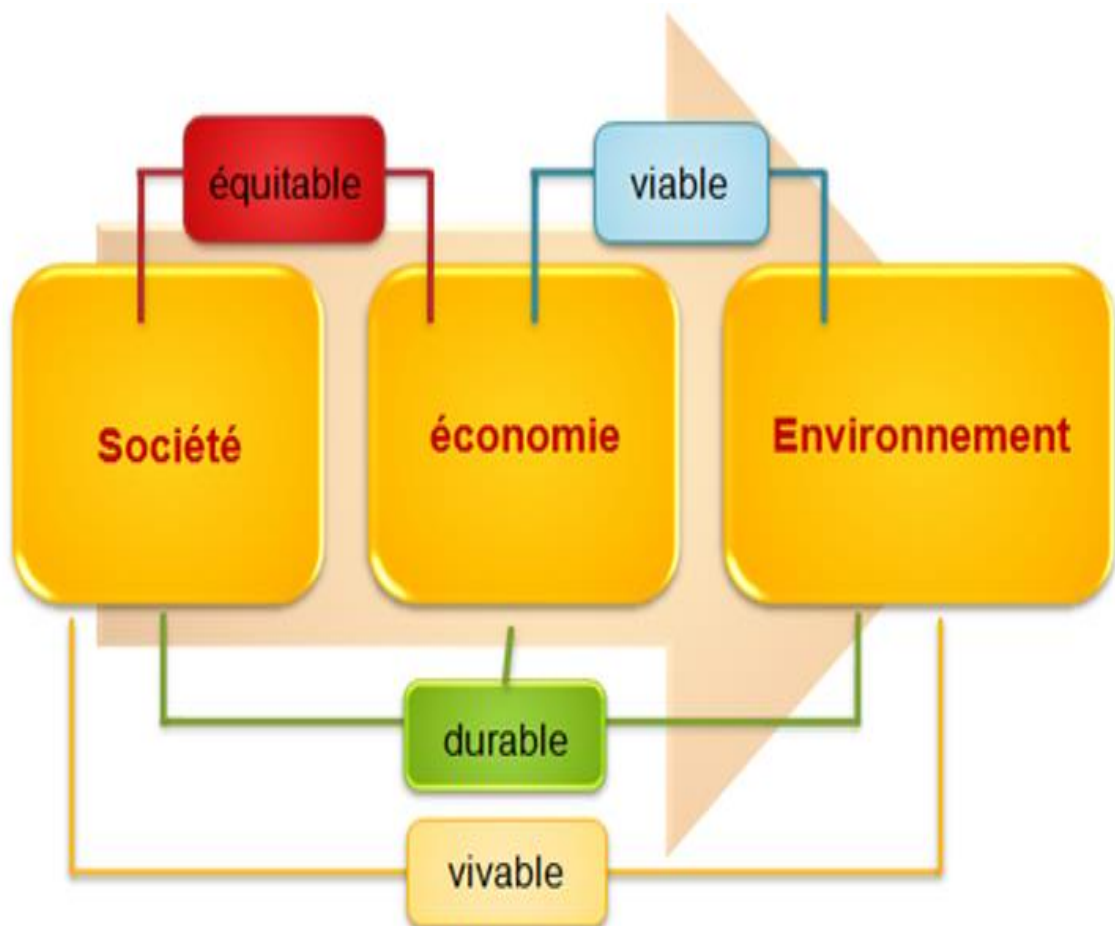 équitable
viable
Société
économie
Environnement
durable
vivable